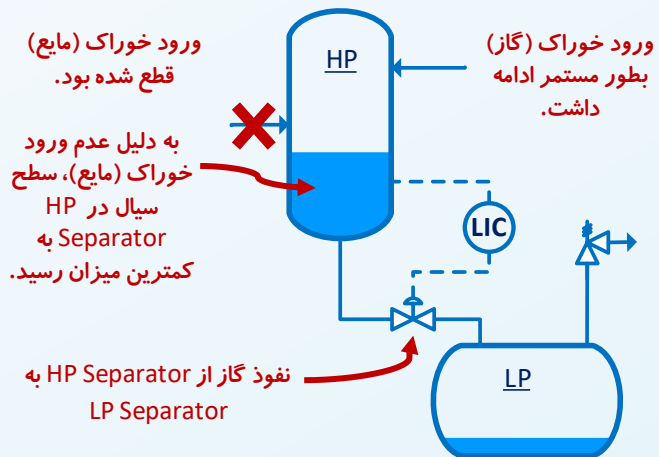 ورود خوراک (مایع)
قطع شده بود.
HP
ورود خوراک (گاز)
بطور مستمر ادامه
داشت.
به دلیل عدم ورود
خوراک (مایع)، سطح
سیال در HP
Separator به
کمترین میزان رسید.
LIC
نفوذ گاز از HP Separator به
LP Separator
LP